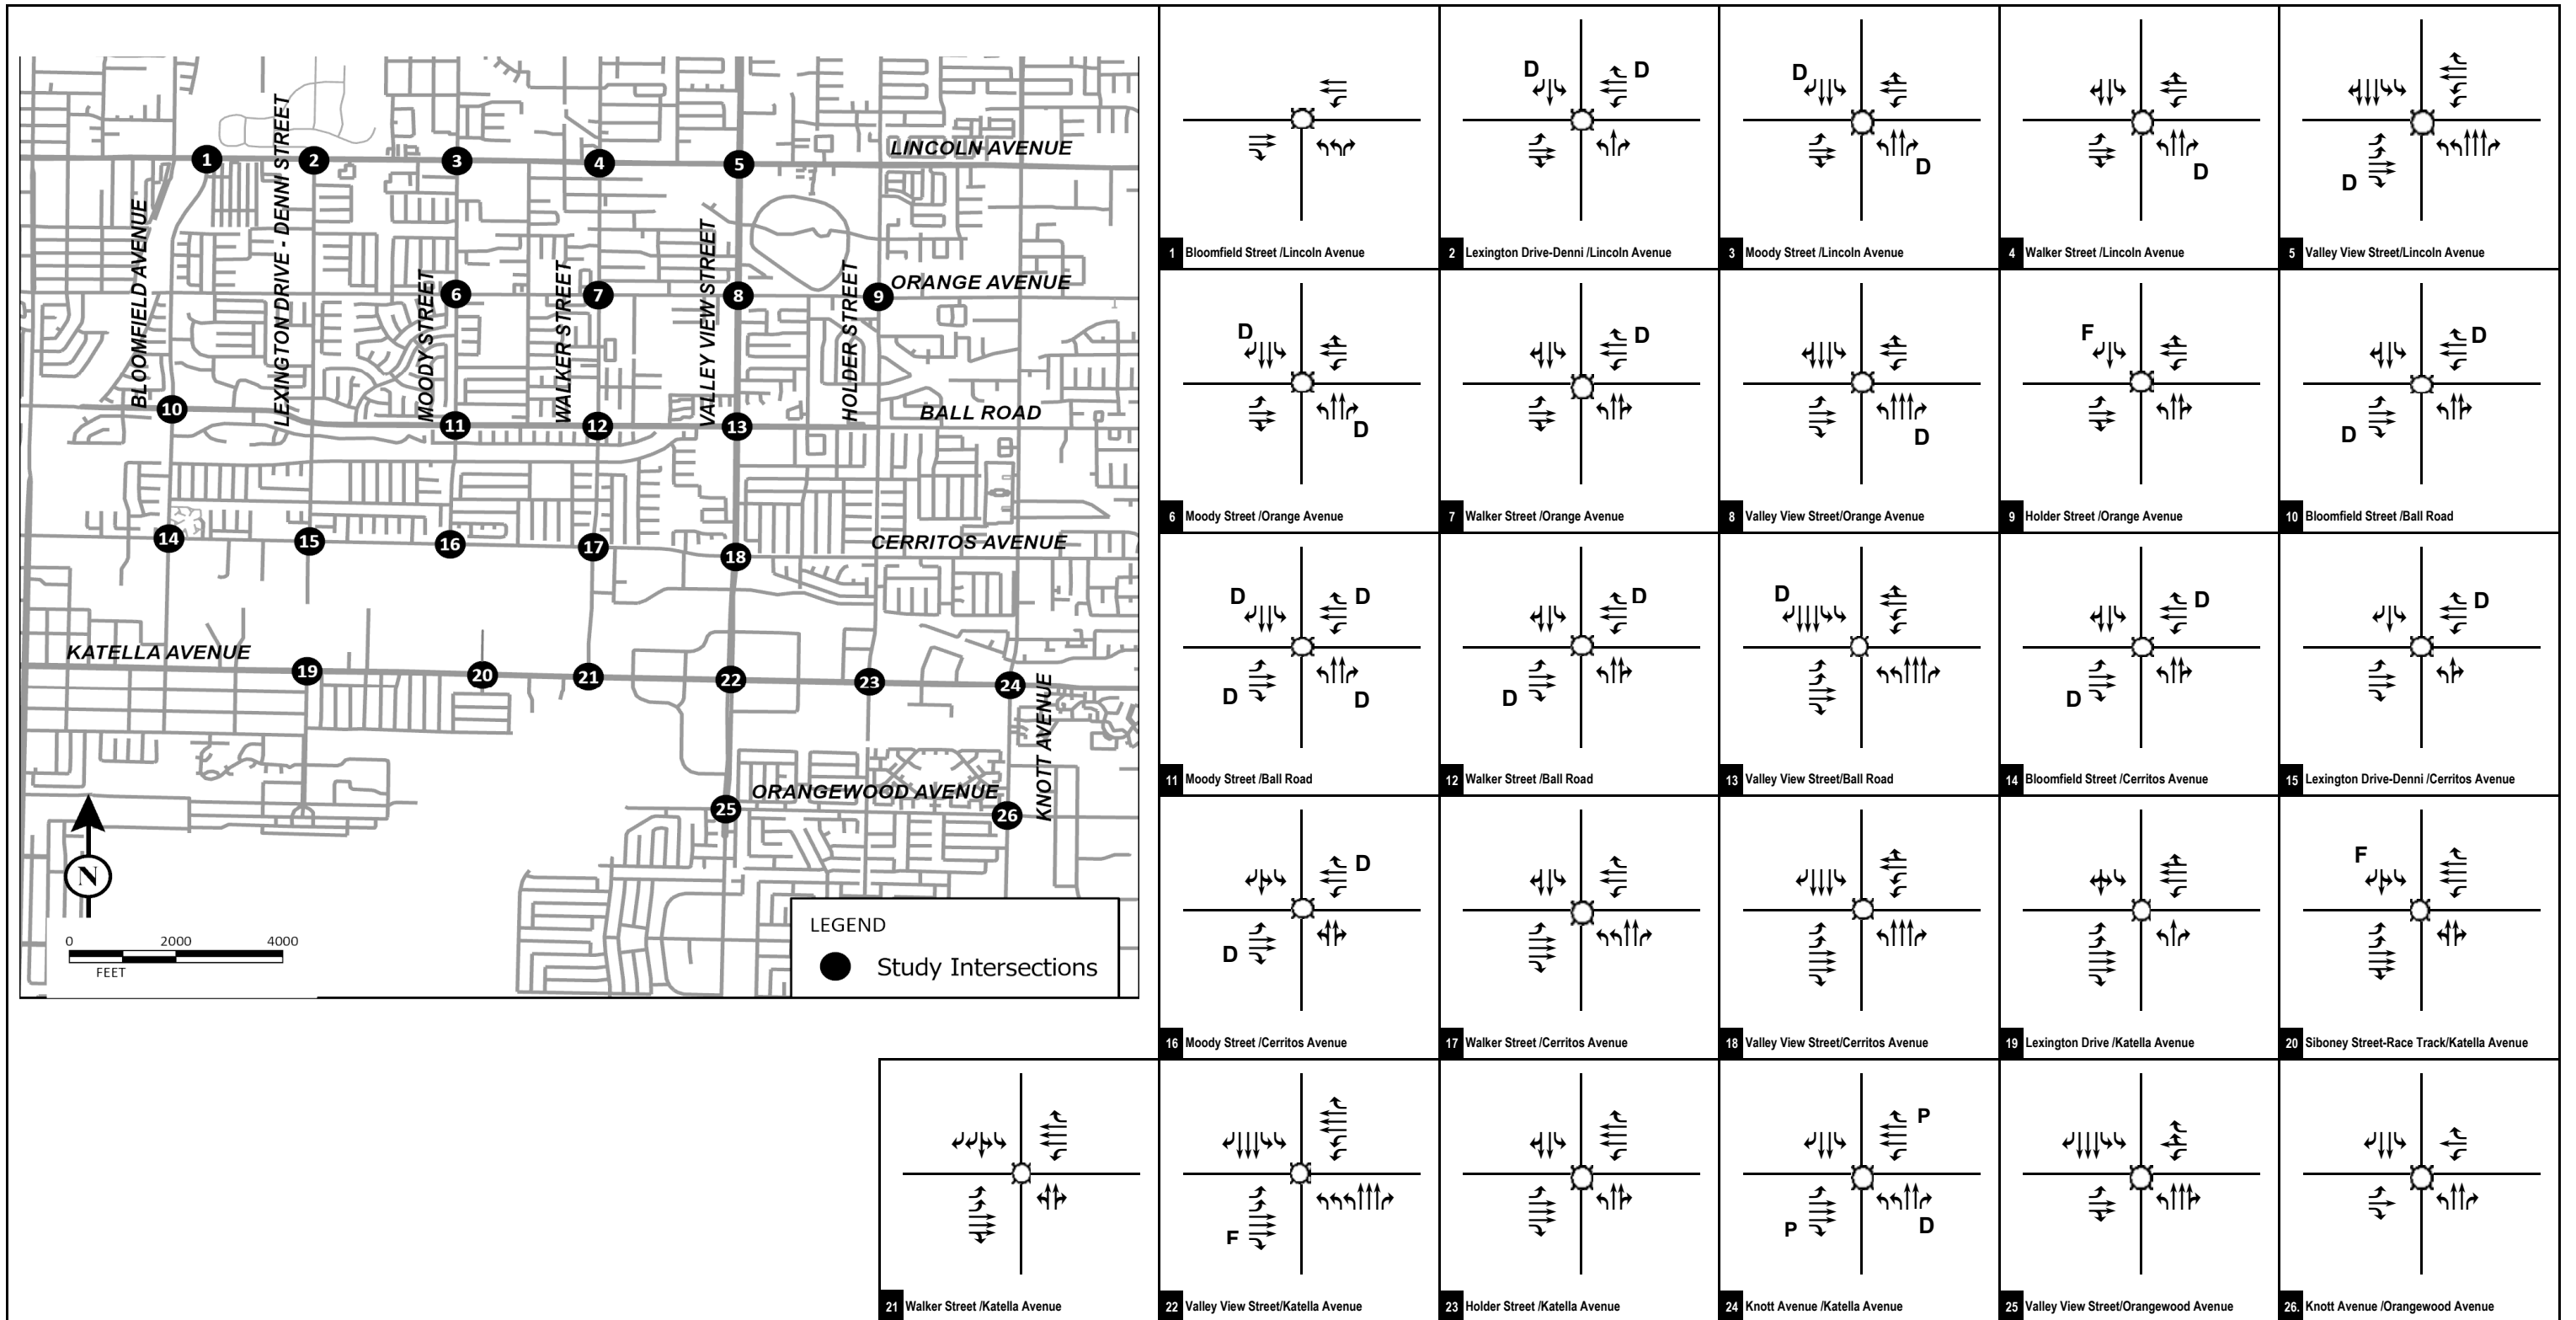 BLOOMFIELD AVENUE
LEXINGTON DRIVE - DENNI STREET
MOODY STREET
WALKER STREET
VALLEY VIEW STREET
HOLDER STREET
KNOTT AVENUE
LINCOLN AVENUE
ORANGE AVENUE
BALL ROAD
CERRITOS AVENUE
KATELLA AVENUE
ORANGEWOOD AVENUE
1 2 3 4 5
6 7 8 9
10 11 12 13
14 15 16 17 18
19 20 21 22 23 24
25 26
N
0 2000 4000
FEET
LEGEND
Study Intersections
1 Bloomfield Street /Lincoln Avenue
D D
2 Lexington Drive-Denni /Lincoln Avenue
D
D
3 Moody Street /Lincoln Avenue
D
4 Walker Street /Lincoln Avenue
D
5 Valley View Street/Lincoln Avenue
D
D
6 Moody Street /Orange Avenue
D
7 Walker Street /Orange Avenue
D
8 Valley View Street/Orange Avenue
F
9 Holder Street /Orange Avenue
D
D
10 Bloomfield Street /Ball Road
D D
D D
11 Moody Street /Ball Road
D
D
12 Walker Street /Ball Road
D
13 Valley View Street/Ball Road
D
D
14 Bloomfield Street /Cerritos Avenue
D
15 Lexington Drive-Denni /Cerritos Avenue
D
D
16 Moody Street /Cerritos Avenue
17 Walker Street /Cerritos Avenue
18 Valley View Street/Cerritos Avenue
19 Lexington Drive /Katella Avenue
F
20 Siboney Street-Race Track/Katella Avenue
21 Walker Street /Katella Avenue
F
22 Valley View Street/Katella Avenue
23 Holder Street /Katella Avenue
P
P D
24 Knott Avenue /Katella Avenue
25 Valley View Street/Orangewood Avenue
26. Knott Avenue /Orangewood Avenue